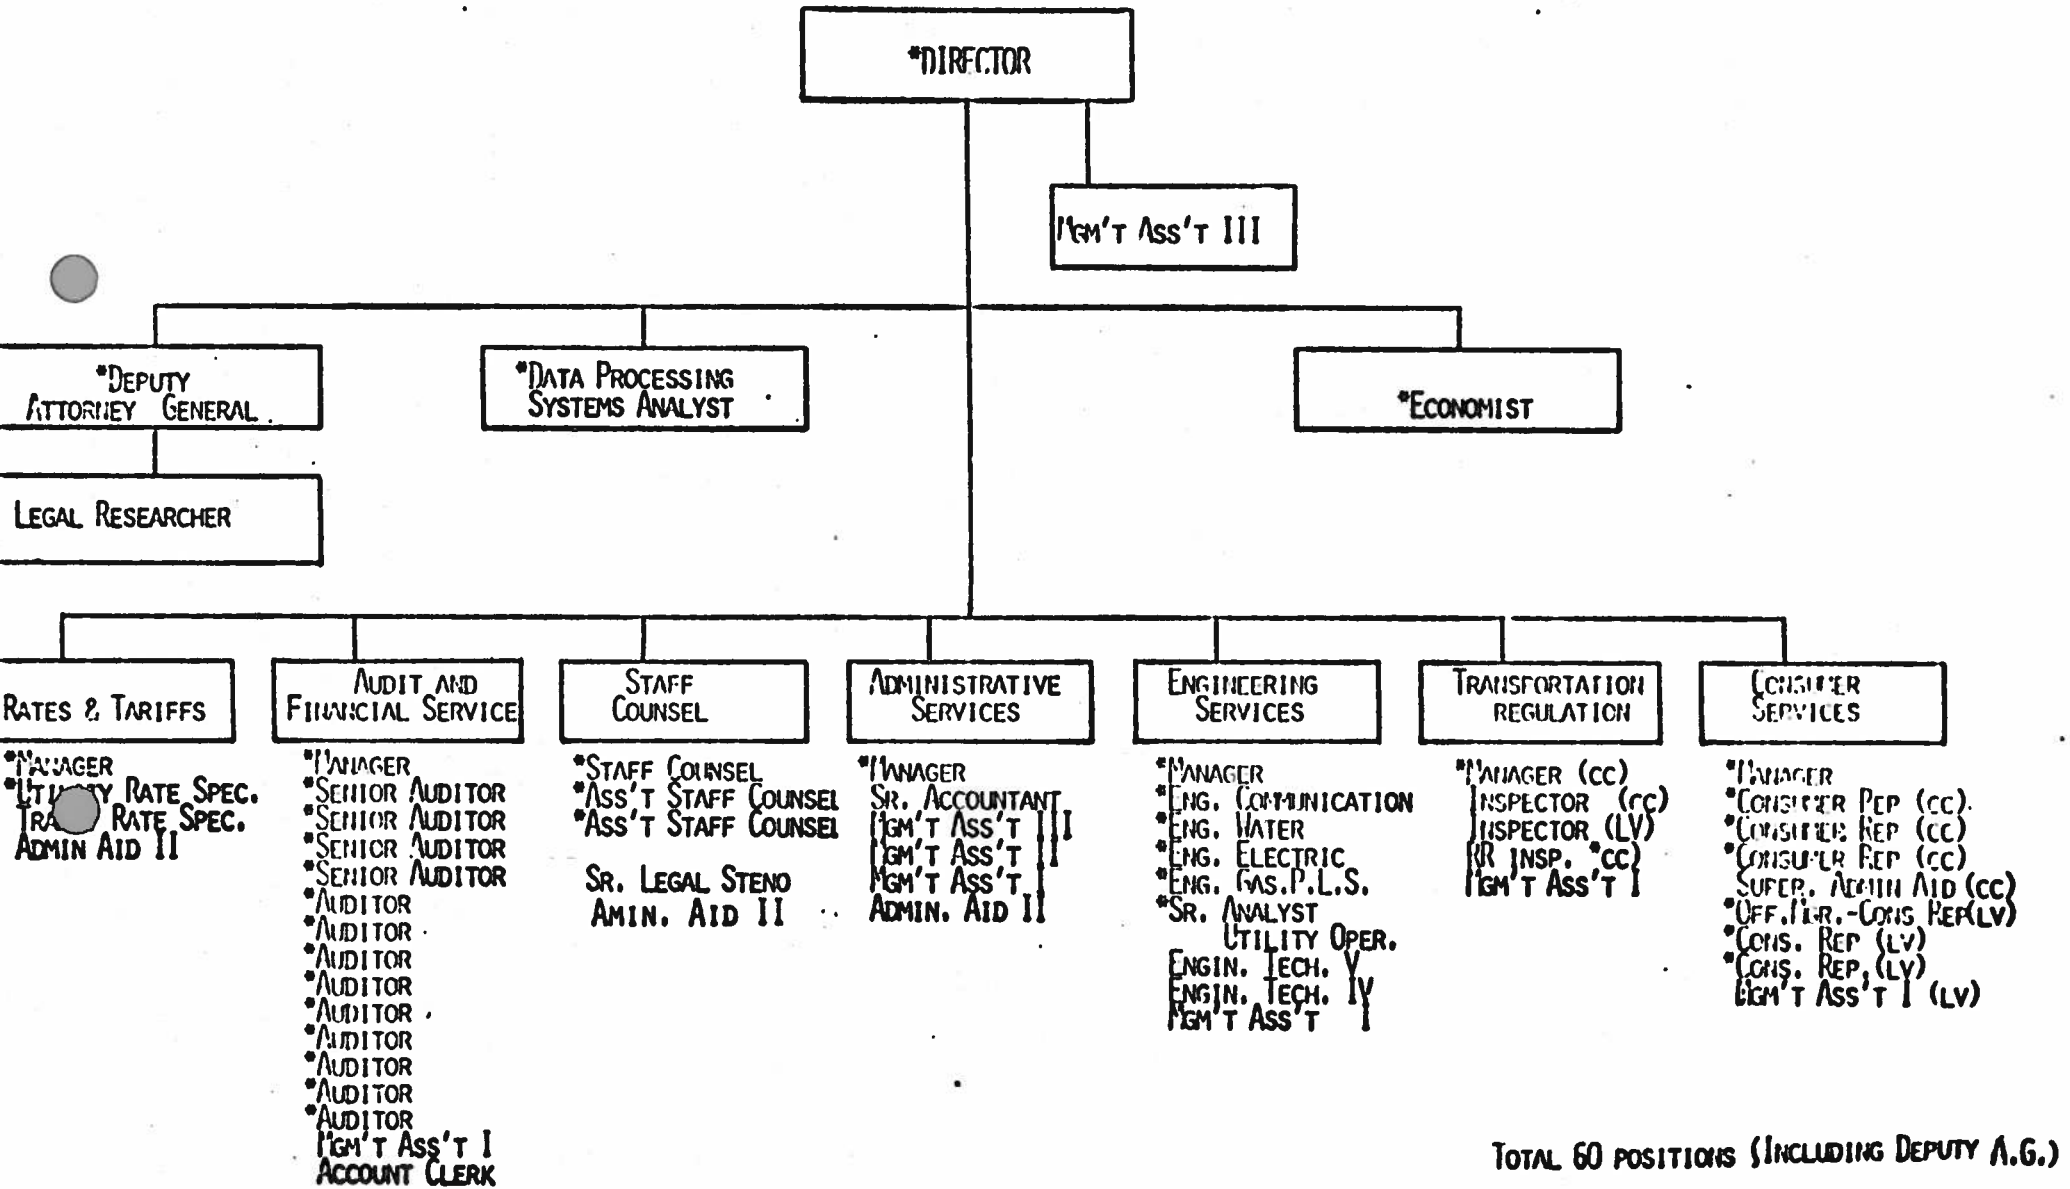 *DIRECTOR
MGM'T ASS'T III
*DEPUTY
ATTORNEY GENERAL
*DATA PROCESSING
SYSTEMS ANALYST
*ECONOMIST
LEGAL RESEARCHER
RATES & TARIFFS
*MANAGER
*UTILITY RATE SPEC.
RATE SPEC.
ADMIN AID II
AUDIT AND
FINANCIAL SERVICE
*MANAGER
*SENIOR AUDITOR
*SENIOR AUDITOR
*SENIOR AUDITOR
*SENIOR AUDITOR
*AUDITOR
*AUDITOR
*AUDITOR
*AUDITOR
*AUDITOR
*AUDITOR
*AUDITOR
*AUDITOR
*AUDITOR
MGM'T ASS'T I
ACCOUNT CLERK
STAFF
COUNSEL
*STAFF COUNSEL
*ASS'T STAFF COUNSEL
*ASS'T STAFF COUNSEL
SR. LEGAL STENO
AMIN. AID II
ADMINISTRATIVE
SERVICES
*MANAGER
SR. ACCOUNTANT
MGM'T ASS'T III
MGM'T ASS'T II
MGM'T ASS'T I
ADMIN. AID II
ENGINEERING
SERVICES
*MANAGER
*ENG. COMMUNICATION
*ENG. WATER
*ENG. ELECTRIC
*ENG. GAS.P.L.S.
*SR. ANALYST
UTILITY OPER.
ENGIN. TECH. V
ENGIN. TECH. IV
MGM'T ASS'T I
TRANSPORTATION
REGULATION
*MANAGER (CC)
INSPECTOR (CC)
INSPECTOR (LV)
RR INSP. *CC)
MGM'T ASS'T I
CONSUMER
SERVICES
*MANAGER
*CONSUMER REP (CC)
*CONSUMER REP (CC)
*CONSUMER REP (CC)
SUPER. ADMIN AID (CC)
*OFF.MGR.-CONS REP(LV)
*CONS. REP (LV)
*CONS. REP.(LV)
MGM'T ASS'T I (LV)
TOTAL 60 POSITIONS (INCLUDING DEPUTY A.G.)